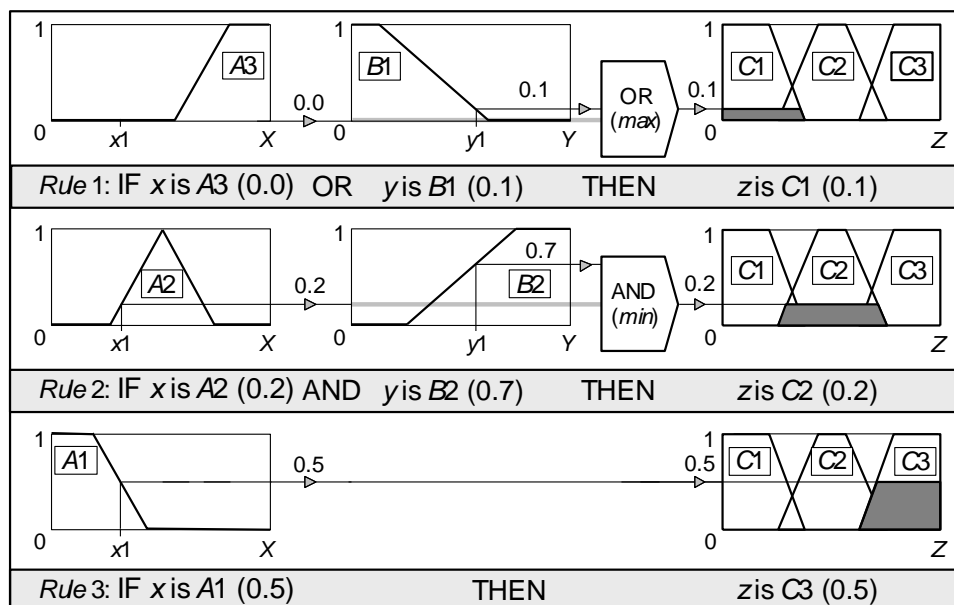 1
A3
0.0
0
x1
X
1
B1
0.1
0
y1
Y
OR
(max)
0.1
1
C1
C2
C3
0
Z
Rule 1: IF x is A3 (0.0) OR y is B1 (0.1) THEN z is C1 (0.1)
1
A2
0.2
0
x1
X
1
0.7
B2
0
y1
Y
AND
(min)
0.2
1
C1
C2
C3
0
Z
Rule 2: IF x is A2 (0.2) AND y is B2 (0.7) THEN z is C2 (0.2)
1
A1
0.5
0
x1
X
0.5
1
C1
C2
C3
0
Z
Rule 3: IF x is A1 (0.5) THEN z is C3 (0.5)